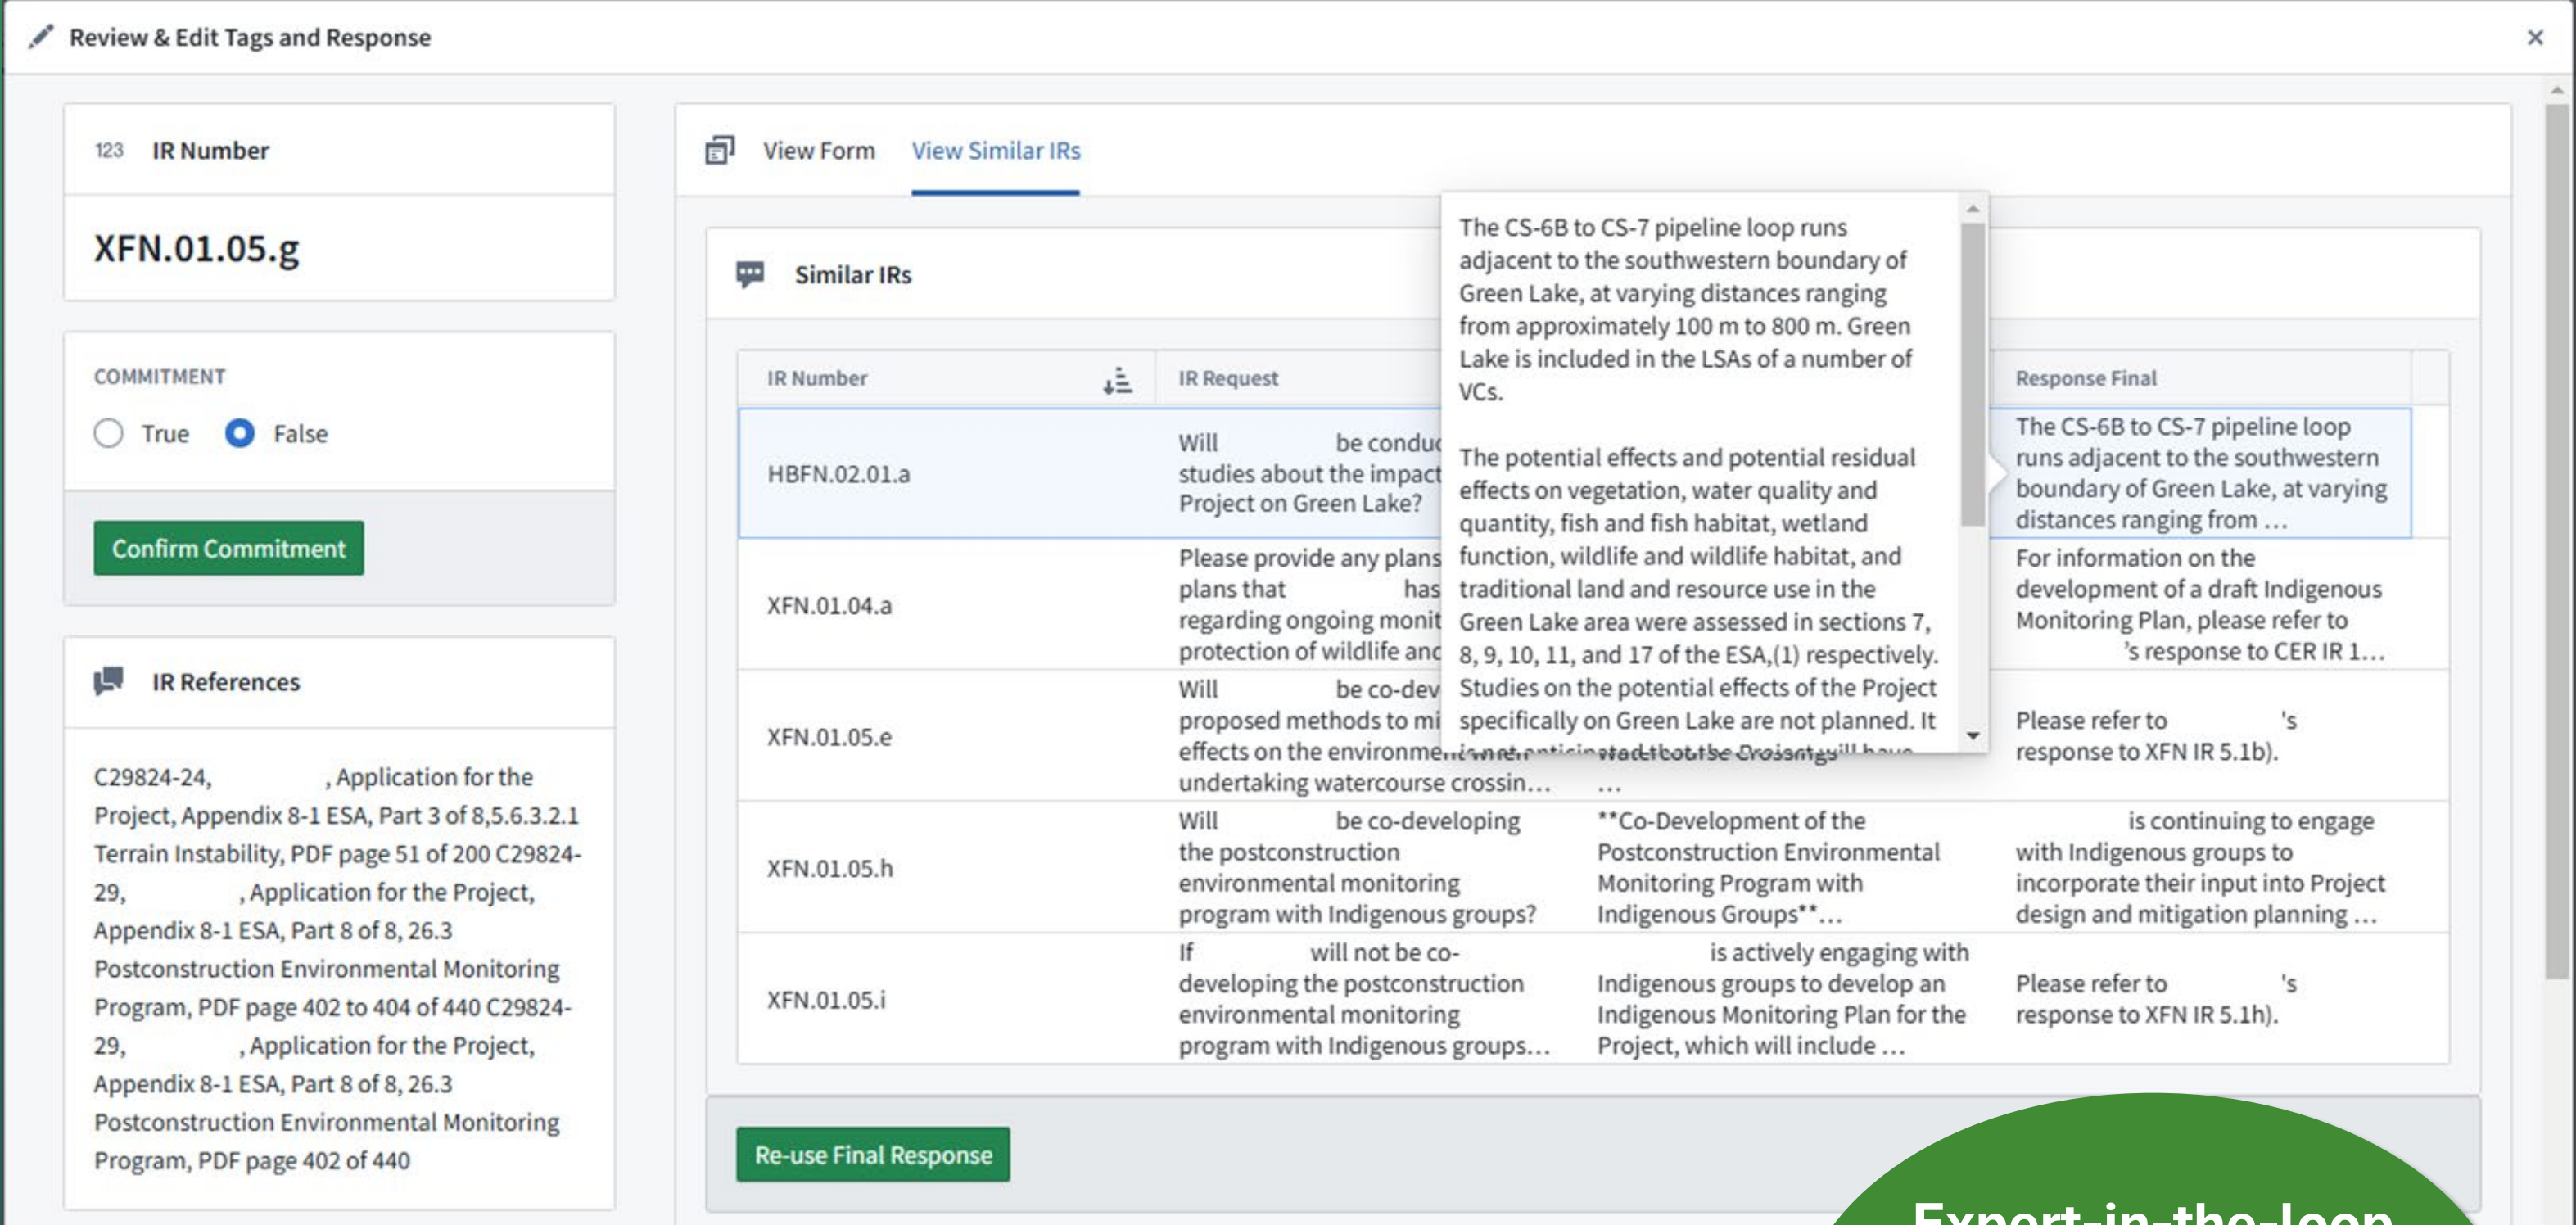 Review & Edit Tags and Response
123 IR Number
XFN.01.05.g
COMMITMENT
True False
Confirm Commitment
IR References
C29824-24, , Application for the
Project, Appendix 8-1 ESA, Part 3 of 8,5.6.3.2.1
Terrain Instability, PDF page 51 of 200 C29824-
29, , Application for the Project,
Appendix 8-1 ESA, Part 8 of 8, 26.3
Postconstruction Environmental Monitoring
Program, PDF page 402 to 404 of 440 C29824-
29, , Application for the Project,
Appendix 8-1 ESA, Part 8 of 8, 26.3
Postconstruction Environmental Monitoring
Program, PDF page 402 of 440
View Form View Similar IRs
Similar IRs
IR Number
IR Request
Response Final
HBFN.02.01.a
Will be conduc
studies about the impact
Project on Green Lake?
The CS-6B to CS-7 pipeline loop
runs adjacent to the southwestern
boundary of Green Lake, at varying
distances ranging from ...
XFN.01.04.a
Please provide any plans
plans that has
regarding ongoing monit
protection of wildlife and
For information on the
development of a draft Indigenous
Monitoring Plan, please refer to
's response to CER IR 1...
XFN.01.05.e
Will be co-dev
proposed methods to mi
effects on the environment when
undertaking watercourse crossin...
Watercourse Crossings
...
Please refer to 's
response to XFN IR 5.1b).
XFN.01.05.h
Will be co-developing
the postconstruction
environmental monitoring
program with Indigenous groups?
**Co-Development of the
Postconstruction Environmental
Monitoring Program with
Indigenous Groups**...
is continuing to engage
with Indigenous groups to
incorporate their input into Project
design and mitigation planning ...
XFN.01.05.i
If will not be co-
developing the postconstruction
environmental monitoring
program with Indigenous groups...
is actively engaging with
Indigenous groups to develop an
Indigenous Monitoring Plan for the
Project, which will include ...
Please refer to 's
response to XFN IR 5.1h).
The CS-6B to CS-7 pipeline loop runs
adjacent to the southwestern boundary of
Green Lake, at varying distances ranging
from approximately 100 m to 800 m. Green
Lake is included in the LSAs of a number of
VCs.
The potential effects and potential residual
effects on vegetation, water quality and
quantity, fish and fish habitat, wetland
function, wildlife and wildlife habitat, and
traditional land and resource use in the
Green Lake area were assessed in sections 7,
8, 9, 10, 11, and 17 of the ESA,(1) respectively.
Studies on the potential effects of the Project
specifically on Green Lake are not planned. It
is not anticipated that the Project will have
Re-use Final Response
Expert-in-the-loop